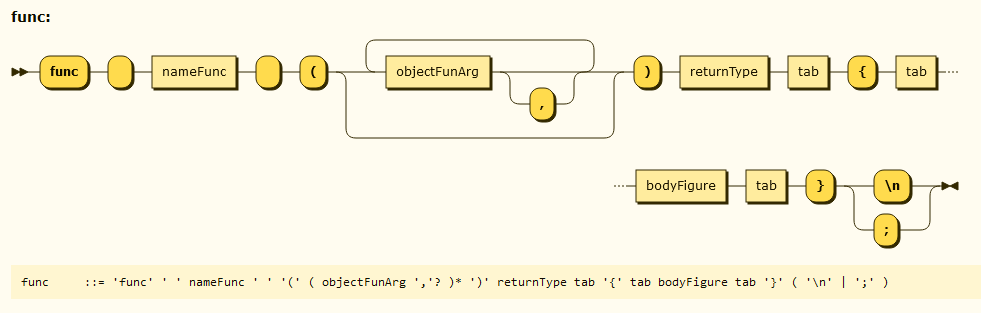 func:
func nameFunc ( objectFunArg ) returnType tab { tab
,
bodyFigure tab } \n
;
func ::= 'func' ' ' nameFunc ' ' '(' ( objectFunArg ','? )* ')' returnType tab '{' tab bodyFigure tab '}' ( '\n' | ';' )